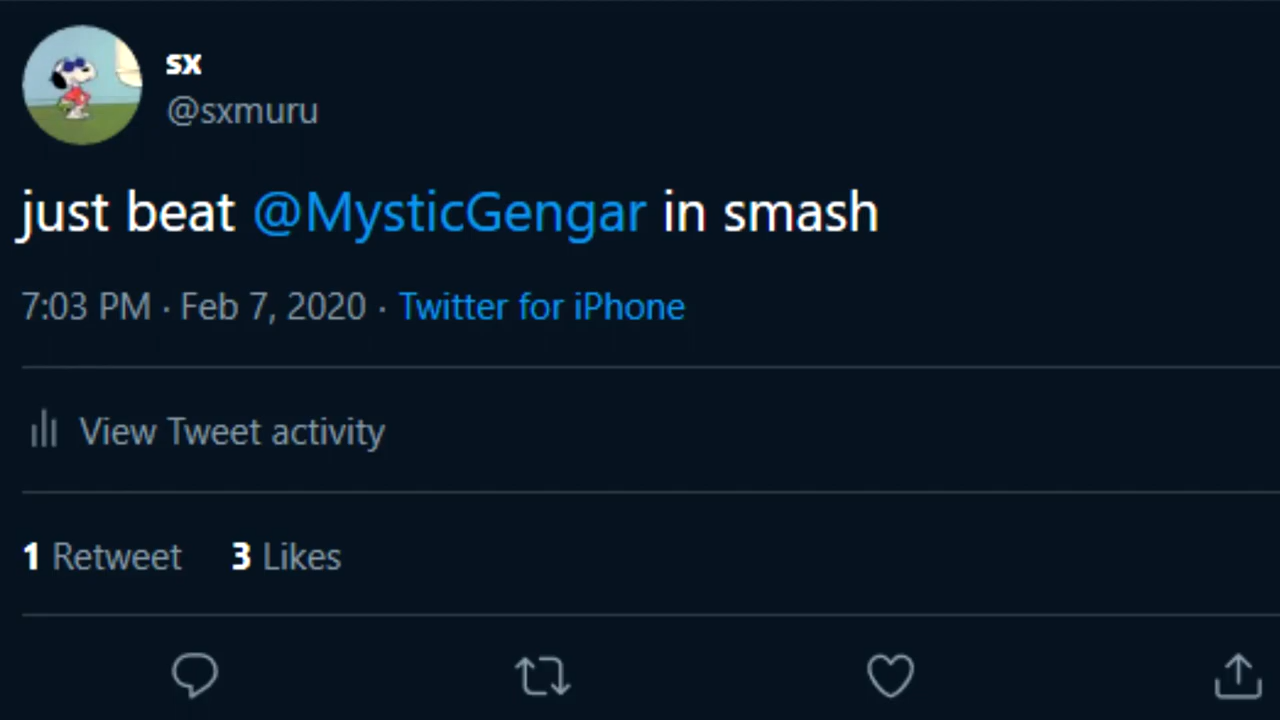 sx
@sxmuru
just beat @MysticGengar in smash
7:03 PM · Feb 7, 2020 · Twitter for iPhone
View Tweet activity
1 Retweet 3 Likes